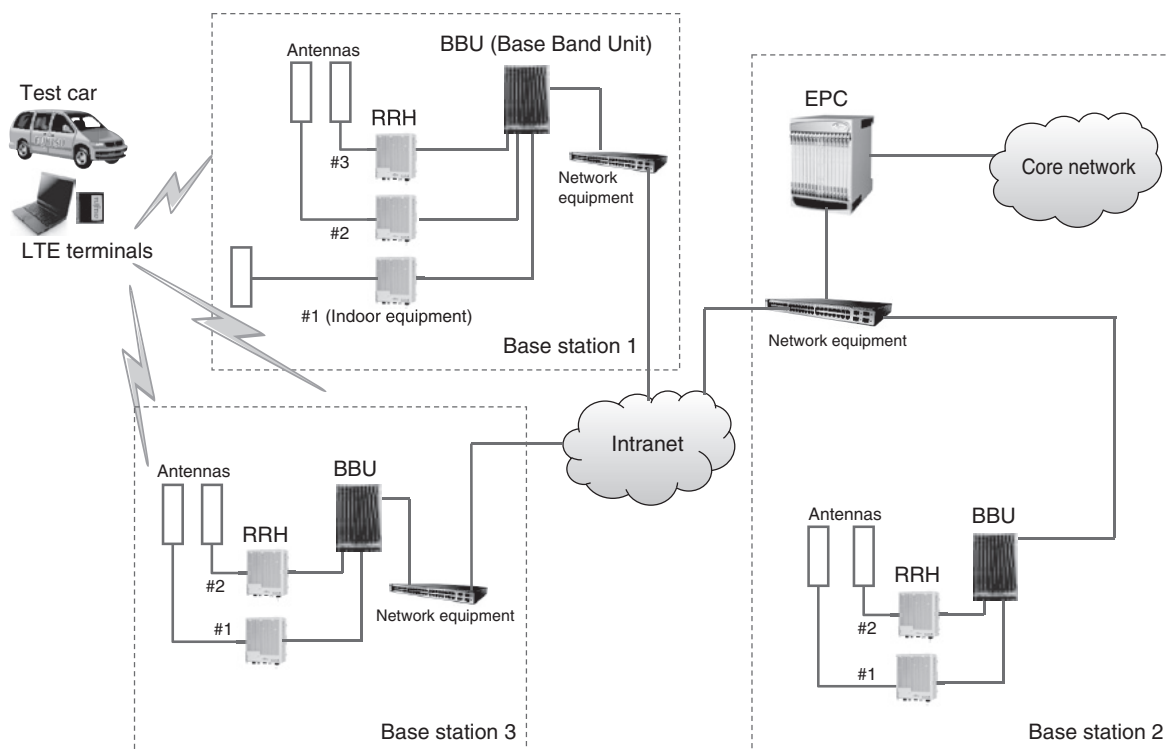 Test car
LTE terminals
Antennas
BBU (Base Band Unit)
RRH
#3
#2
#1 (Indoor equipment)
Network
equipment
Base station 1
EPC
Core network
Network equipment
Intranet
Antennas
BBU
RRH
#2
#1
Network equipment
Base station 3
Antennas
BBU
RRH
#2
#1
Base station 2